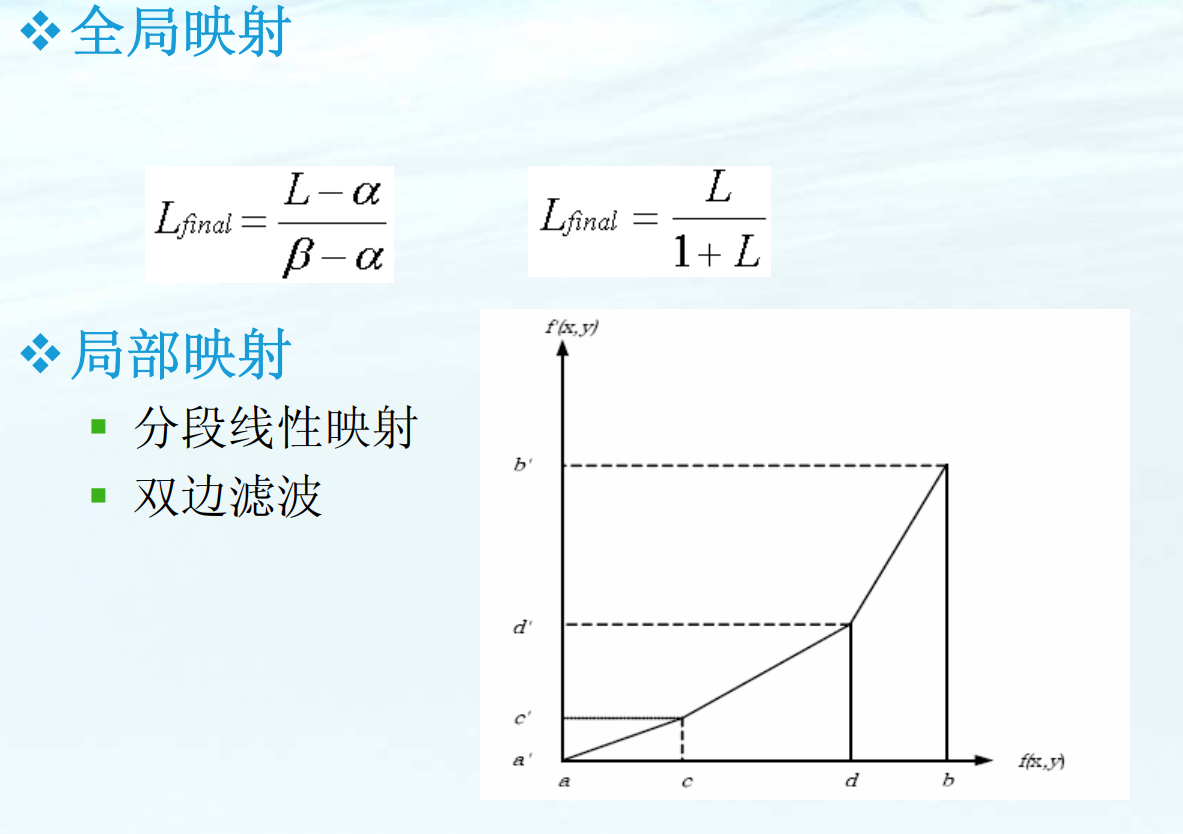 全局映射
L_final = (L − α) / (β − α)
L_final = L / (1 + L)
局部映射
分段线性映射
双边滤波
f'(x,y)
b'
d'
c'
a'
a c d b
f(x,y)